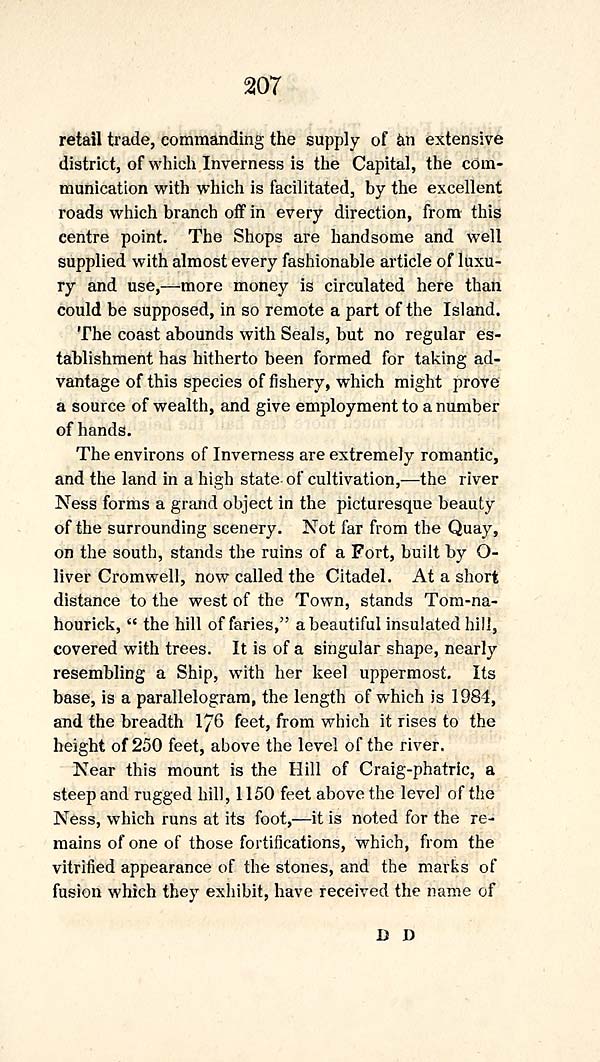 207
retail trade, commanding the supply of an extensive
district, of which Inverness is the Capital, the com-
munication with which is facilitated, by the excellent
roads which branch off in every direction, from this
centre point. The Shops are handsome and well
supplied with almost every fashionable article of luxu-
ry and use,—more money is circulated here than
could be supposed, in so remote a part of the Island.
The coast abounds with Seals, but no regular es-
tablishment has hitherto been formed for taking ad-
vantage of this species of fishery, which might prove
a source of wealth, and give employment to a number
of hands.
The environs of Inverness are extremely romantic,
and the land in a high state of cultivation,—the river
Ness forms a grand object in the picturesque beauty
of the surrounding scenery. Not far from the Quay,
on the south, stands the ruins of a Fort, built by O-
liver Cromwell, now called the Citadel. At a short
distance to the west of the Town, stands Tom-na-
hourick, “ the hill of faries,” a beautiful insulated hill,
covered with trees. It is of a singular shape, nearly
resembling a Ship, with her keel uppermost. Its
base, is a parallelogram, the length of which is 1984,
and the breadth 176 feet, from which it rises to the
height of 250 feet, above the level of the river.
Near this mount is the Hill of Craig-phatric, a
steep and rugged hill, 1150 feet above the level of the
Ness, which runs at its foot,—it is noted for the re-
mains of one of those fortifications, which, from the
vitrified appearance of the stones, and the marks of
fusion which they exhibit, have received the name of
D D